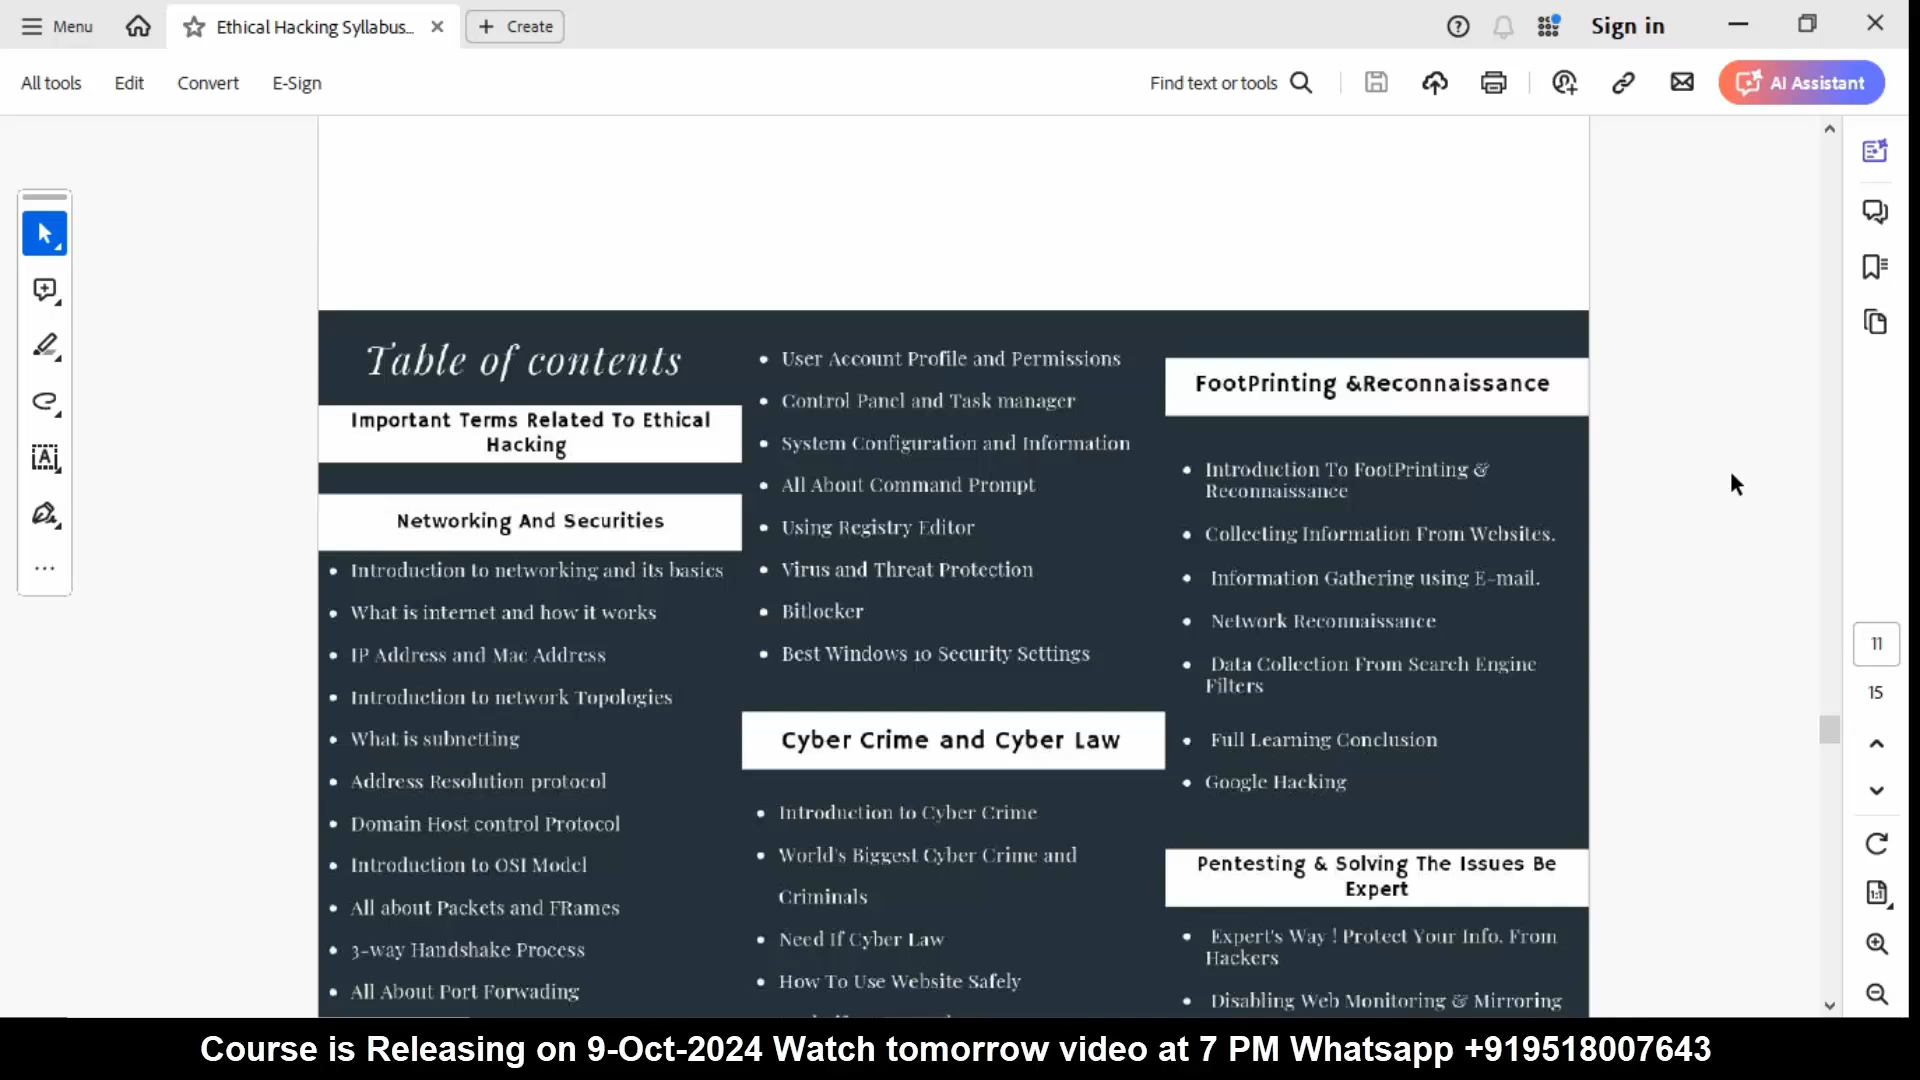 Menu
Ethical Hacking Syllabus...
Create
Sign in
All tools
Edit
Convert
E-Sign
Find text or tools
AI Assistant
Table of contents
Important Terms Related To Ethical
Hacking
Networking And Securities
• Introduction to networking and its basics
• What is internet and how it works
• IP Address and Mac Address
• Introduction to network Topologies
• What is subnetting
• Address Resolution protocol
• Domain Host control Protocol
• Introduction to OSI Model
• All about Packets and FRames
• 3-way Handshake Process
• All About Port Forwading
• User Account Profile and Permissions
• Control Panel and Task manager
• System Configuration and Information
• All About Command Prompt
• Using Registry Editor
• Virus and Threat Protection
• Bitlocker
• Best Windows 10 Security Settings
Cyber Crime and Cyber Law
• Introduction to Cyber Crime
• World's Biggest Cyber Crime and
Criminals
• Need If Cyber Law
• How To Use Website Safely
FootPrinting &Reconnaissance
• Introduction To FootPrinting &
Reconnaissance
• Collecting Information From Websites.
• Information Gathering using E-mail.
• Network Reconnaissance
• Data Collection From Search Engine
Filters
• Full Learning Conclusion
• Google Hacking
Pentesting & Solving The Issues Be
Expert
• Expert's Way ! Protect Your Info. From
Hackers
• Disabling Web Monitoring & Mirroring
11
15
Course is Releasing on 9-Oct-2024 Watch tomorrow video at 7 PM Whatsapp +919518007643